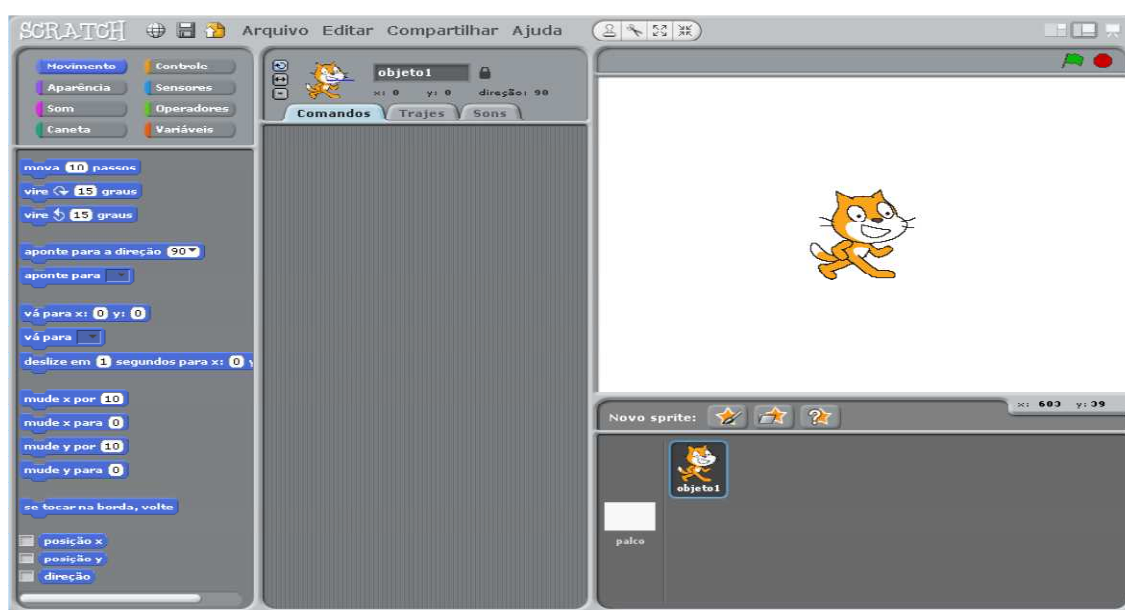 SCRATCH Arquivo Editar Compartilhar Ajuda
Movimento Controle
Aparência Sensores
Som Operadores
Caneta Variáveis
mova 10 passos
vire 15 graus
vire 15 graus
aponte para a direção 90
aponte para
vá para x: 0 y: 0
vá para
deslize em 1 segundos para x: 0 y
mude x por 10
mude x para 0
mude y por 10
mude y para 0
se tocar na borda, volte
posição x
posição y
direção
objeto1
x: 0 y: 0 direção: 90
Comandos Trajes Sons
x: 603 y: 39
Novo sprite:
objeto1
palco